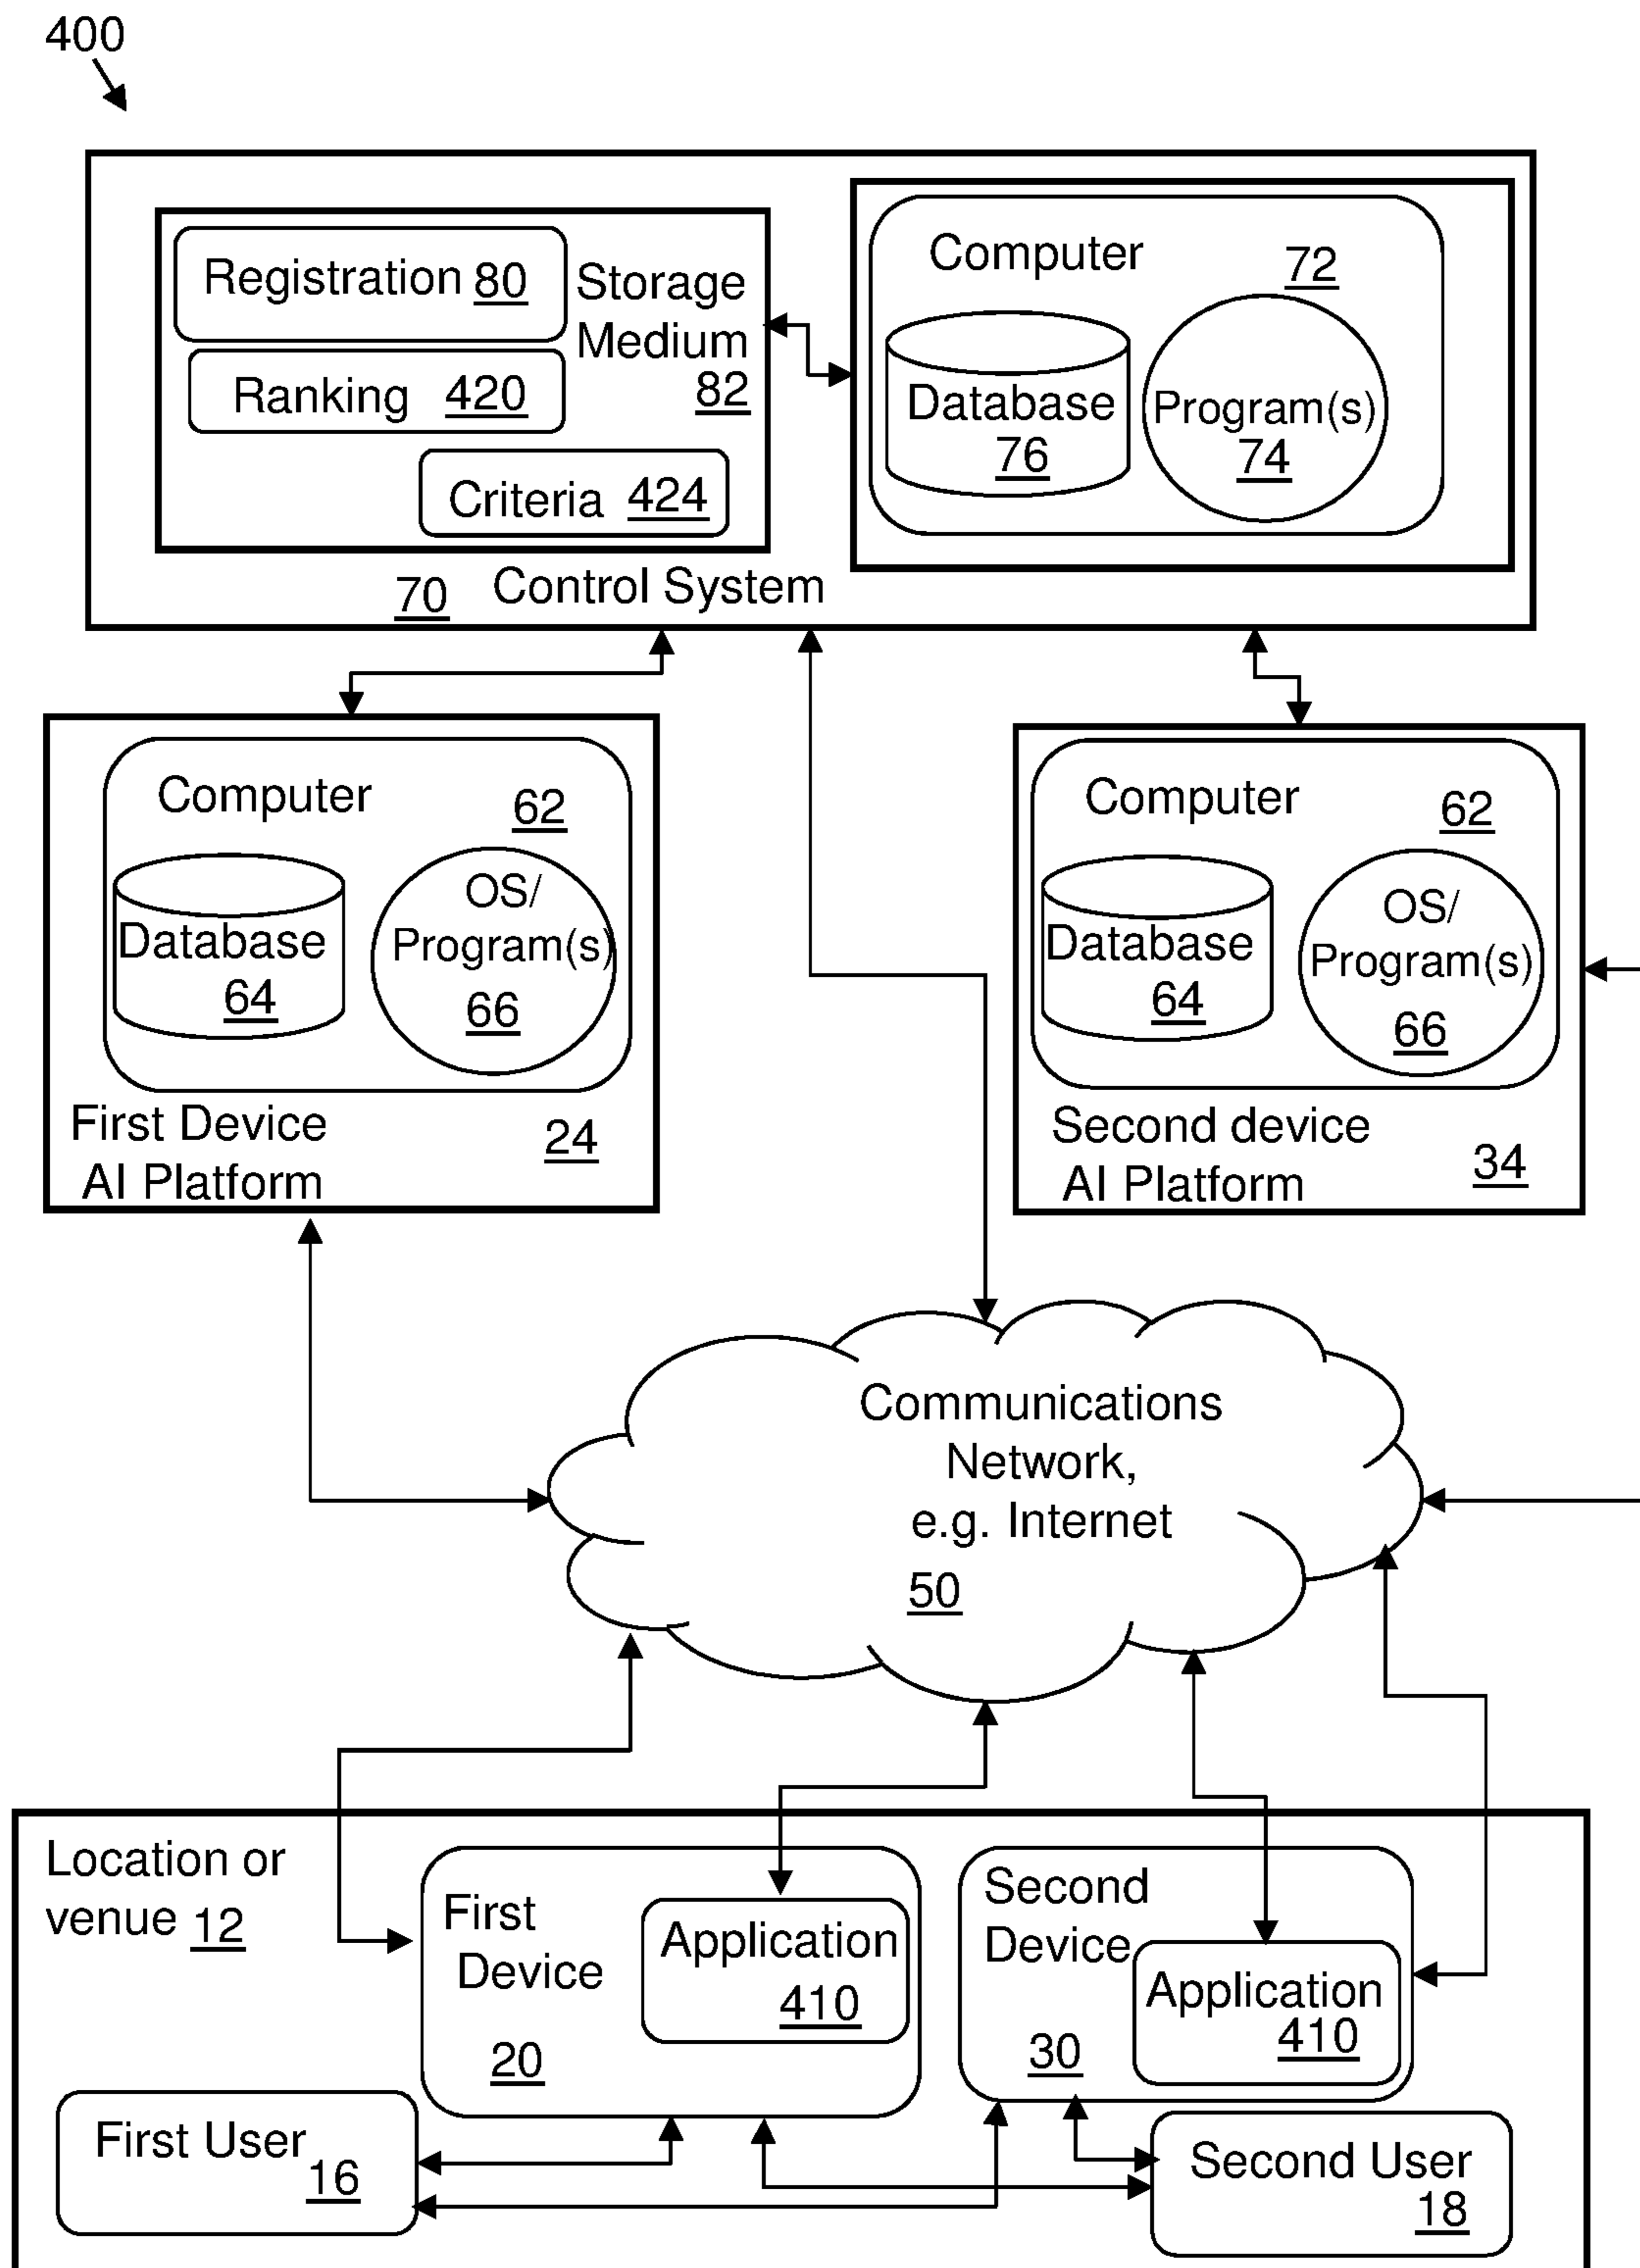 400
Registration 80
Storage
Medium
82
Ranking 420
Criteria 424
Computer 72
Database
76
Program(s)
74
70 Control System
Computer 62
Database
64
OS/
Program(s)
66
First Device
AI Platform
24
Computer 62
Database
64
OS/
Program(s)
66
Second device
AI Platform
34
Communications
Network,
e.g. Internet
50
Location or
venue 12
First
Device
20
Application
410
Second
Device
30
Application
410
First User
16
Second User
18